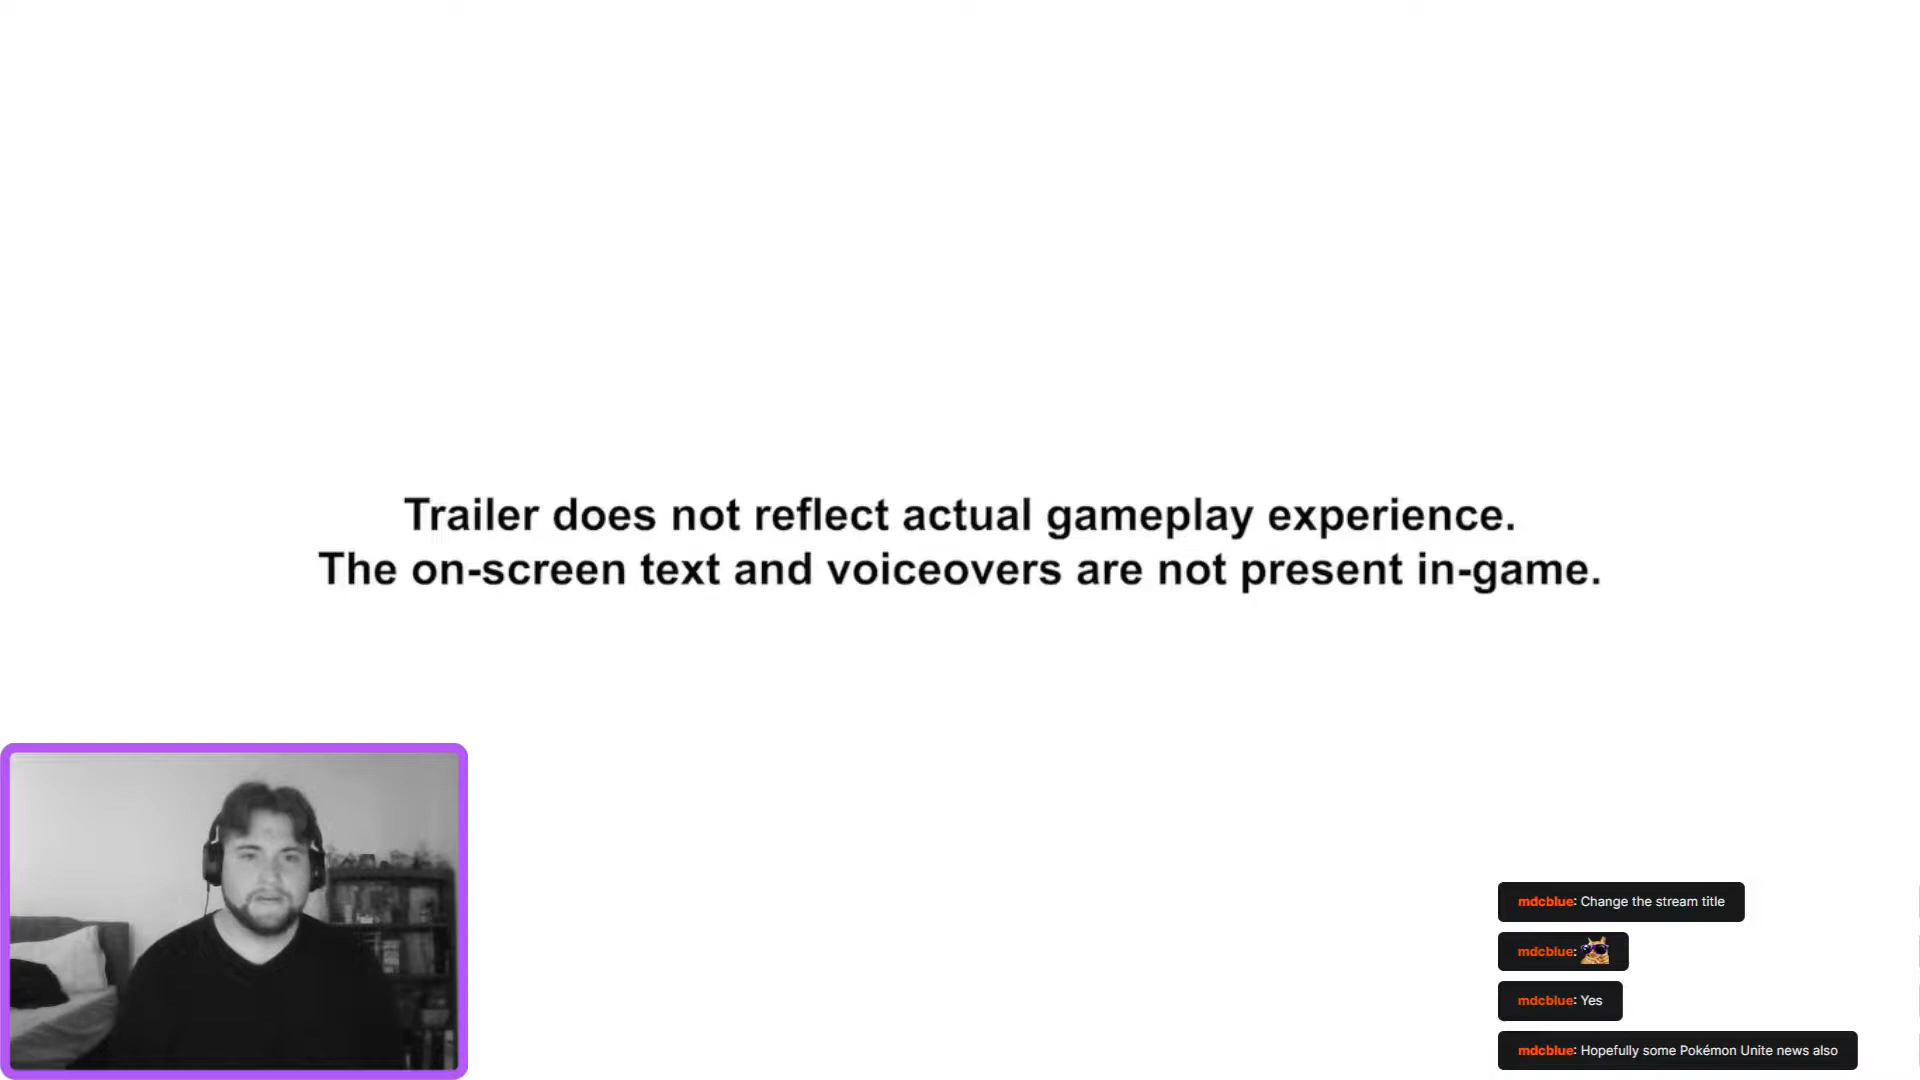 Trailer does not reflect actual gameplay experience.
The on-screen text and voiceovers are not present in-game.
mdcblue: Change the stream title
mdcblue:
mdcblue: Yes
mdcblue: Hopefully some Pokémon Unite news also